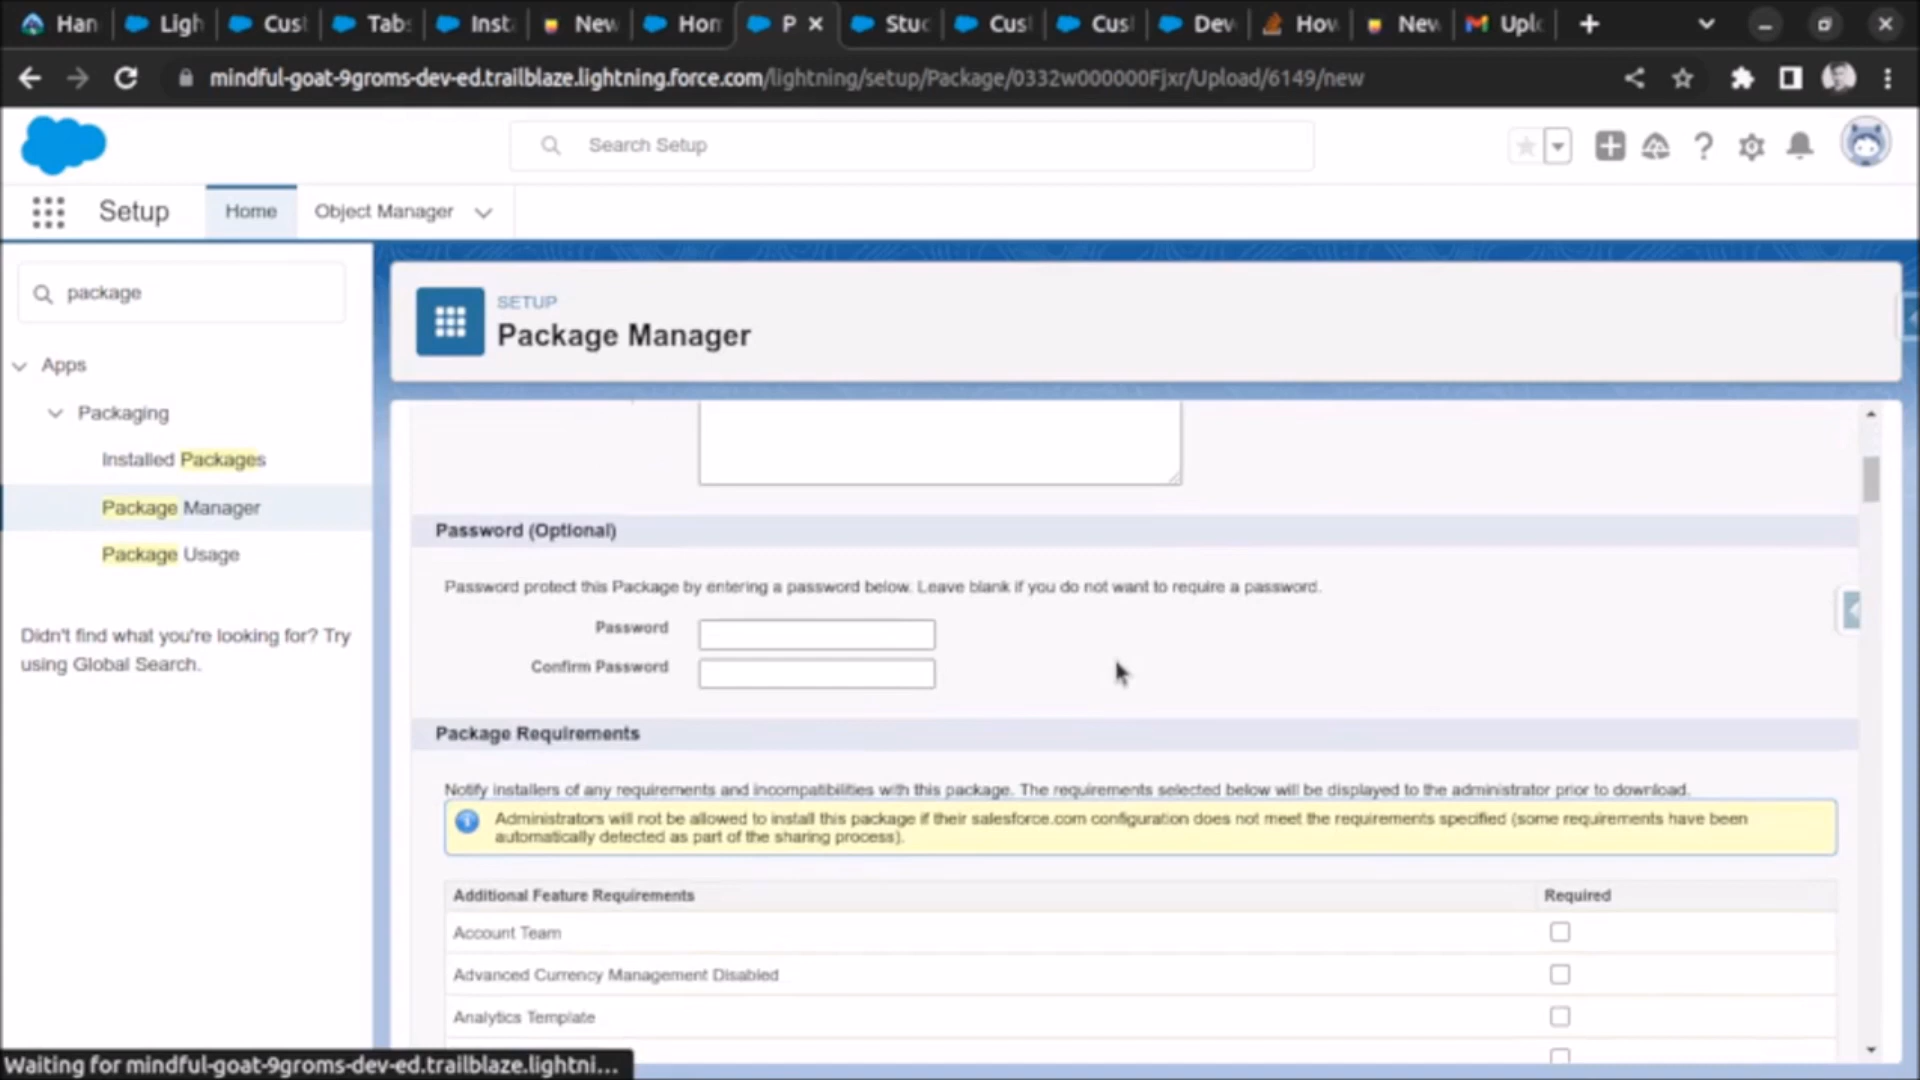 Han
Ligh
Cus
Tab
Inst
New
Hon
P
Stu
Cus
Cus
Dev
How
New
Uplo
mindful-goat-9groms-dev-ed.trailblaze.lightning.force.com/lightning/setup/Package/0332w000000Fjxr/Upload/6149/new
Search Setup
Setup
Home
Object Manager
package
SETUP
Package Manager
Apps
Packaging
Installed Packages
Package Manager
Package Usage
Didn't find what you're looking for? Try
using Global Search.
Password (Optional)
Password protect this Package by entering a password below. Leave blank if you do not want to require a password.
Password
Confirm Password
Package Requirements
Notify installers of any requirements and incompatibilities with this package. The requirements selected below will be displayed to the administrator prior to download.
Administrators will not be allowed to install this package if their salesforce.com configuration does not meet the requirements specified (some requirements have been
automatically detected as part of the sharing process).
Additional Feature Requirements
Required
Account Team
Advanced Currency Management Disabled
Analytics Template
Waiting for mindful-goat-9groms-dev-ed.trailblaze.lightni...